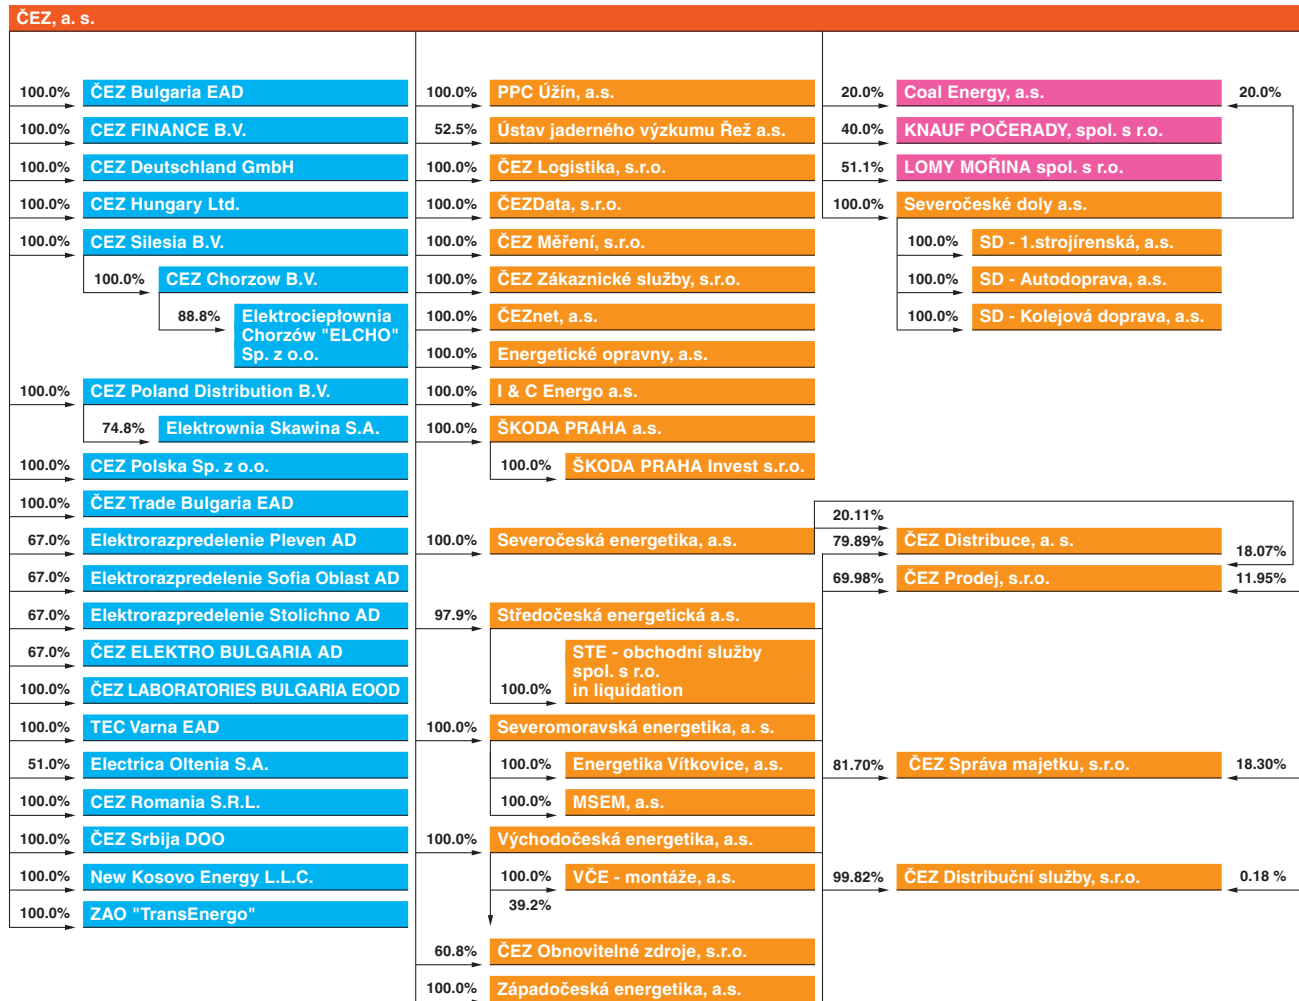 ČEZ, a. s.
100.0% ČEZ Bulgaria EAD
100.0% CEZ FINANCE B.V.
100.0% CEZ Deutschland GmbH
100.0% CEZ Hungary Ltd.
100.0% CEZ Silesia B.V.
100.0% CEZ Chorzow B.V.
88.8% Elektrociepłownia
Chorzów "ELCHO"
Sp. z o.o.
100.0% CEZ Poland Distribution B.V.
74.8% Elektrownia Skawina S.A.
100.0% CEZ Polska Sp. z o.o.
100.0% ČEZ Trade Bulgaria EAD
67.0% Elektrorazpredelenie Pleven AD
67.0% Elektrorazpredelenie Sofia Oblast AD
67.0% Elektrorazpredelenie Stolichno AD
67.0% ČEZ ELEKTRO BULGARIA AD
100.0% ČEZ LABORATORIES BULGARIA EOOD
100.0% TEC Varna EAD
51.0% Electrica Oltenia S.A.
100.0% CEZ Romania S.R.L.
100.0% ČEZ Srbija DOO
100.0% New Kosovo Energy L.L.C.
100.0% ZAO "TransEnergo"
100.0% PPC Úžín, a.s.
52.5% Ústav jaderného výzkumu Řež a.s.
100.0% ČEZ Logistika, s.r.o.
100.0% ČEZData, s.r.o.
100.0% ČEZ Měření, s.r.o.
100.0% ČEZ Zákaznické služby, s.r.o.
100.0% ČEZnet, a.s.
100.0% Energetické opravny, a.s.
100.0% I & C Energo a.s.
100.0% ŠKODA PRAHA a.s.
100.0% ŠKODA PRAHA Invest s.r.o.
100.0% Severočeská energetika, a.s.
97.9% Středočeská energetická a.s.
STE - obchodní služby
spol. s r.o.
100.0% in liquidation
100.0% Severomoravská energetika, a. s.
100.0% Energetika Vítkovice, a.s.
100.0% MSEM, a.s.
100.0% Východočeská energetika, a.s.
100.0% VČE - montáže, a.s.
39.2%
60.8% ČEZ Obnovitelné zdroje, s.r.o.
100.0% Západočeská energetika, a.s.
20.0% Coal Energy, a.s. 20.0%
40.0% KNAUF POČERADY, spol. s r.o.
51.1% LOMY MOŘINA spol. s r.o.
100.0% Severočeské doly a.s.
100.0% SD - 1.strojírenská, a.s.
100.0% SD - Autodoprava, a.s.
100.0% SD - Kolejová doprava, a.s.
20.11%
79.89% ČEZ Distribuce, a. s. 18.07%
69.98% ČEZ Prodej, s.r.o. 11.95%
81.70% ČEZ Správa majetku, s.r.o. 18.30%
99.82% ČEZ Distribuční služby, s.r.o. 0.18 %